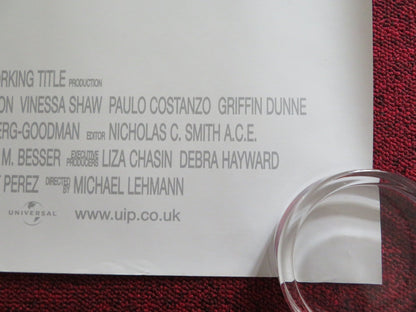 ORKING TITLE PRODUCTION
ON VINESSA SHAW PAULO COSTANZO GRIFFIN DUNNE
ERG-GOODMAN EDITOR NICHOLAS C. SMITH A.C.E.
M. BESSER EXECUTIVE PRODUCERS LIZA CHASIN DEBRA HAYWARD
PEREZ DIRECTED BY MICHAEL LEHMANN
UNIVERSAL www.uip.co.uk